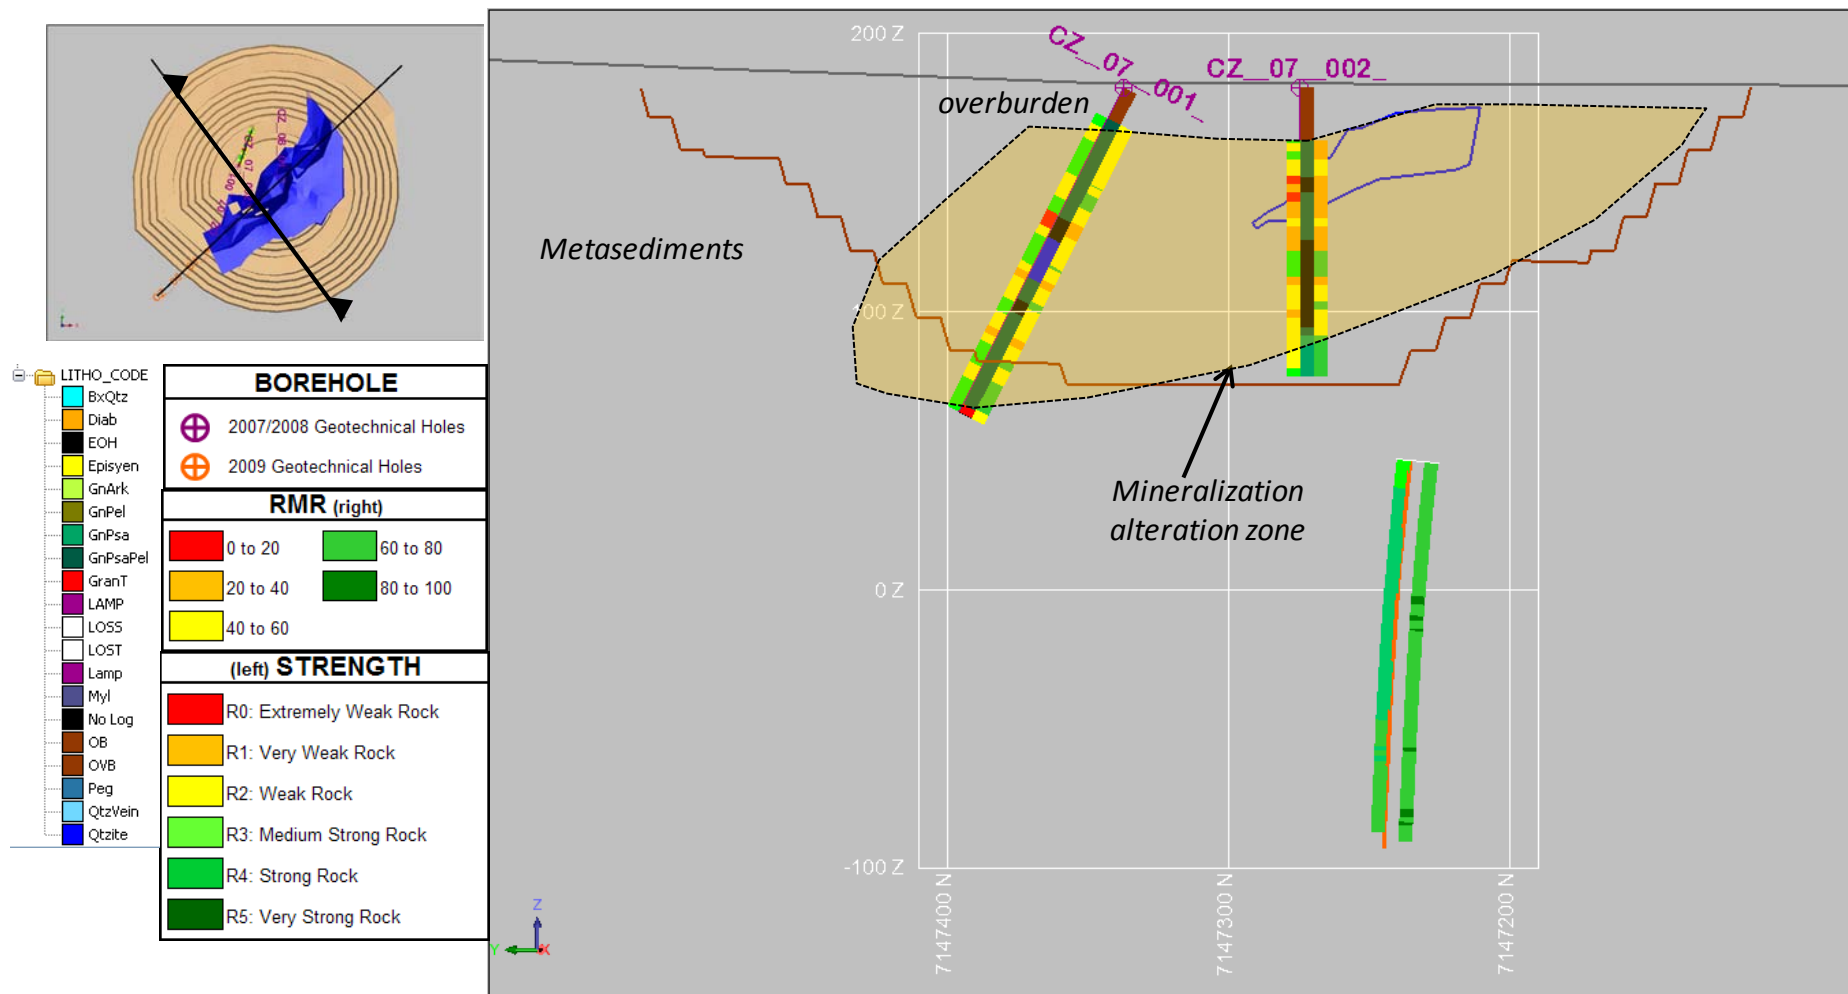 LITHO_CODE
BxQtz
Diab
EOH
Episyen
GnArk
GnPel
GnPsa
GnPsaPel
GranT
LAMP
LOSS
LOST
Lamp
Myl
No Log
OB
OVB
Peg
QtzVein
Qtzite
BOREHOLE
2007/2008 Geotechnical Holes
2009 Geotechnical Holes
RMR (right)
0 to 20
60 to 80
20 to 40
80 to 100
40 to 60
(left) STRENGTH
R0: Extremely Weak Rock
R1: Very Weak Rock
R2: Weak Rock
R3: Medium Strong Rock
R4: Strong Rock
R5: Very Strong Rock
200 Z
CZ__07__001_
CZ__07__002_
overburden
Metasediments
100 Z
Mineralization
alteration zone
0 Z
-100 Z
7147400 N
7147300 N
7147200 N
Z
Y
X